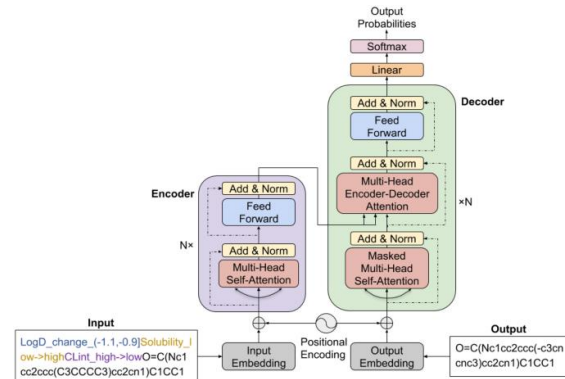 Output
Probabilities
Softmax
Linear
Decoder
Add & Norm
Feed
Forward
Add & Norm
Multi-Head
Encoder-Decoder
Attention
×N
Add & Norm
Masked
Multi-Head
Self-Attention
Encoder
Add & Norm
Feed
Forward
N×
Add & Norm
Multi-Head
Self-Attention
Positional
Encoding
Input
LogD_change_(-1.1,-0.9]Solubility_l
ow->highCLint_high->lowO=C(Nc1
cc2ccc(C3CCCC3)cc2cn1)C1CC1
Input
Embedding
Output
Embedding
Output
O=C(Nc1cc2ccc(-c3cn
cnc3)cc2cn1)C1CC1